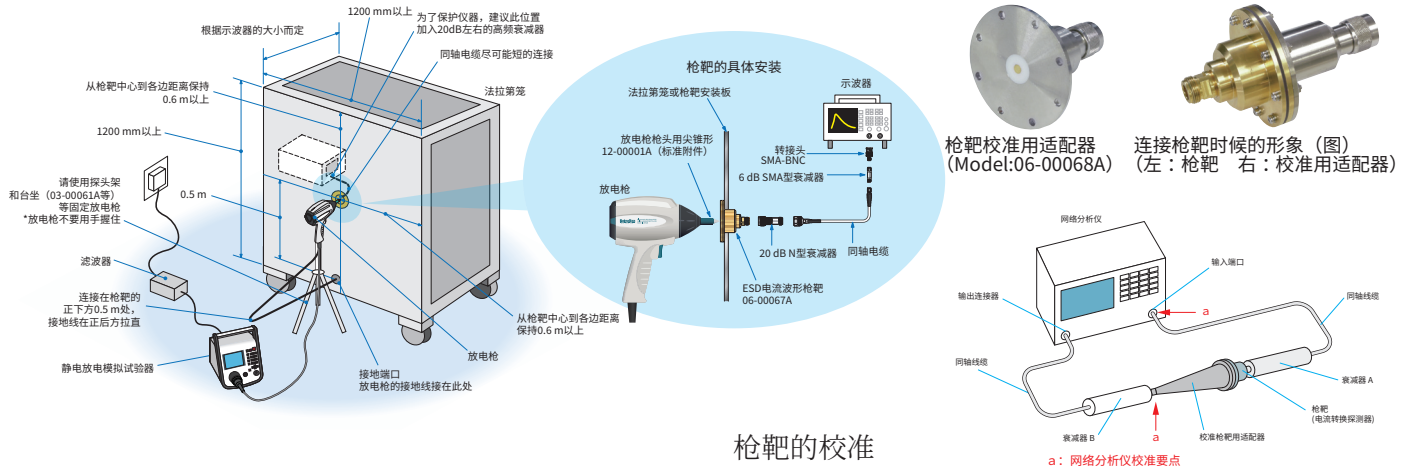 1200 mm以上
根据示波器的大小而定
为了保护仪器，建议此位置
加入20dB左右的高频衰减器
同轴电缆尽可能短的连接
从枪靶中心到各边距离保持
0.6 m以上
法拉第笼
1200 mm以上
请使用探头架
和台坐（03-00061A等）
等固定放电枪
*放电枪不要用手握住
0.5 m
滤波器
连接在枪靶的
正下方0.5 m处，
接地线在正后方拉直
静电放电模拟试验器
接地端口
放电枪的接地线接在此处
放电枪
从枪靶中心到各边距离
保持0.6 m以上
枪靶的具体安装
法拉第笼或枪靶安装板
示波器
放电枪枪头用尖锥形
12-00001A（标准附件）
转接头
SMA-BNC
6 dB SMA型衰减器
放电枪
20 dB N型衰减器
同轴电缆
ESD电流波形枪靶
06-00067A
枪靶校准用适配器
（Model:06-00068A）
连接枪靶时候的形象（图）
（左：枪靶　右：校准用适配器）
网络分析仪
输入端口
输出连接器
a
同轴线缆
同轴线缆
衰减器 A
枪靶
(电流转换探测器)
衰减器 B
a
校准枪靶用适配器
a：网络分析仪校准要点
枪靶的校准